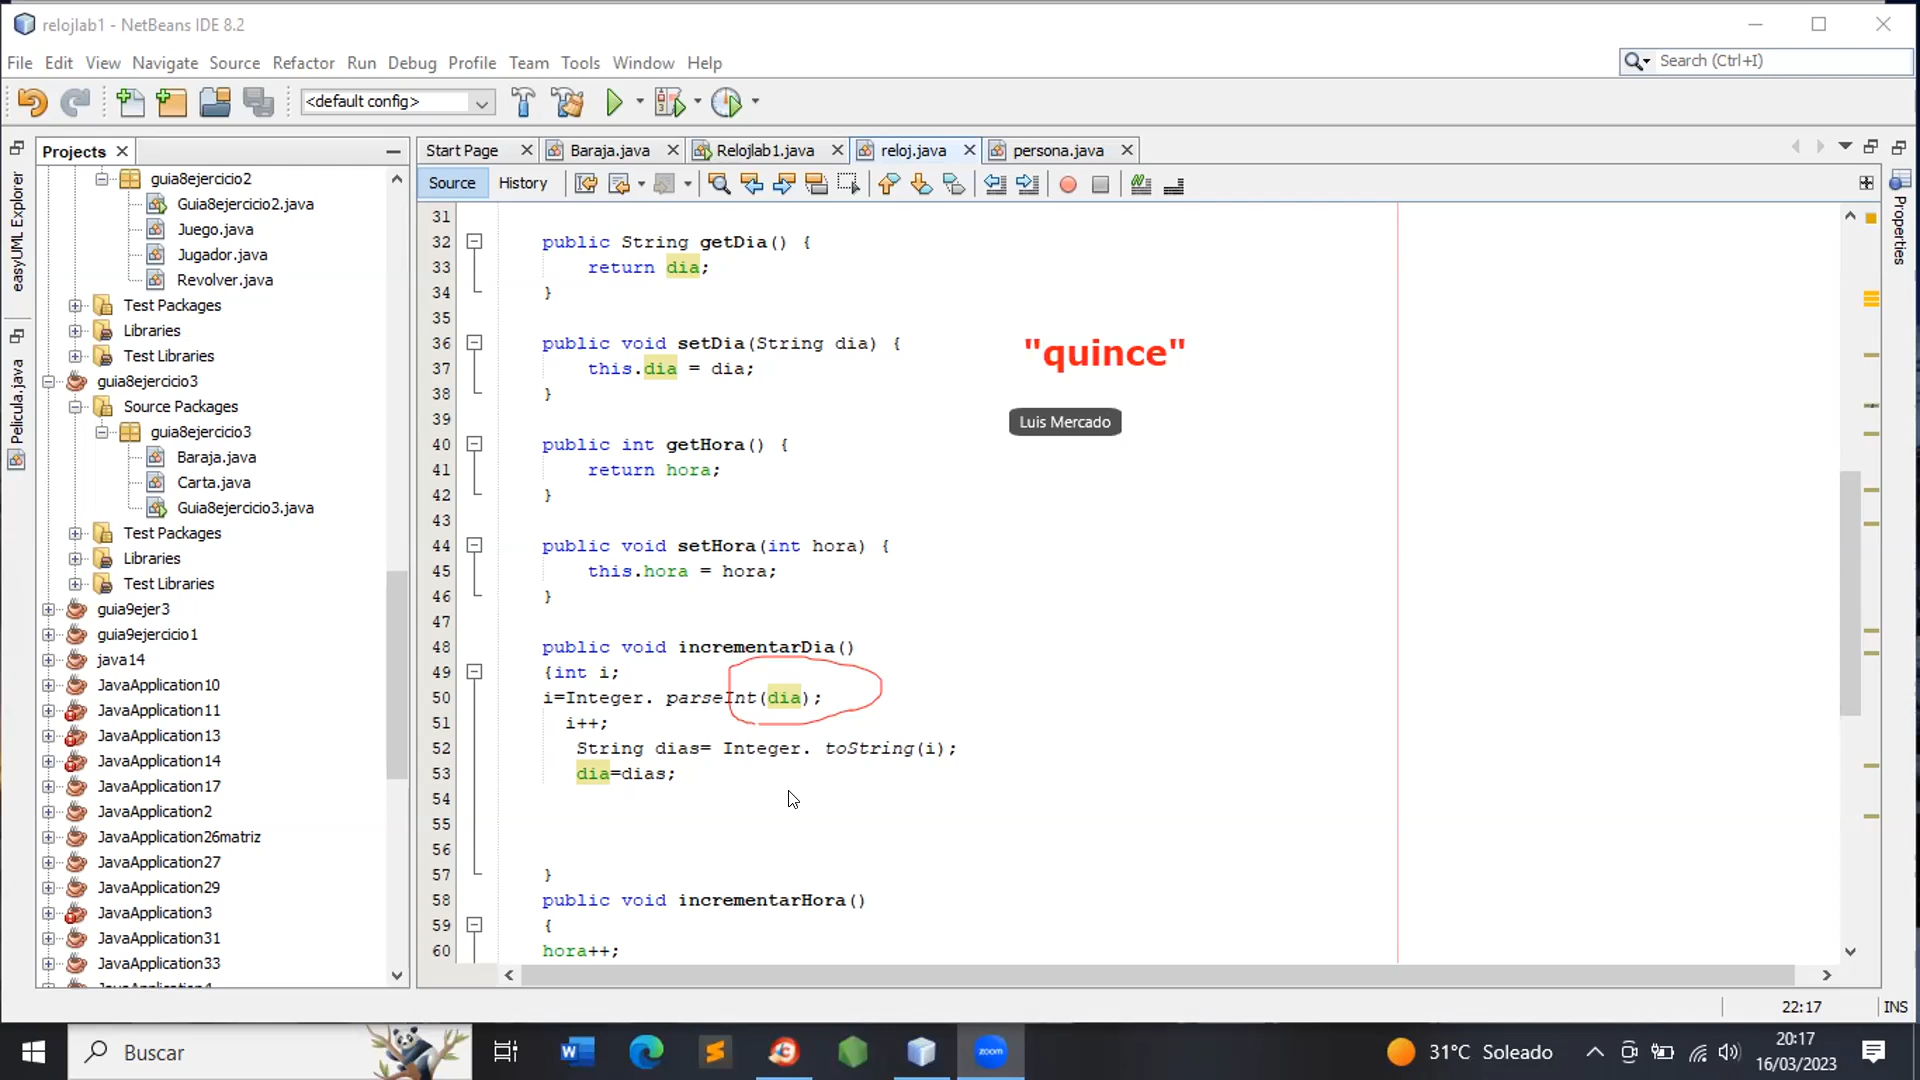 relojlab1 - NetBeans IDE 8.2
File Edit View Navigate Source Refactor Run Debug Profile Team Tools Window Help
Search (Ctrl+I)
<default config>
Projects
Start Page
Baraja.java
Relojlab1.java
reloj.java
persona.java
Source
History
easyUML Explorer
Pelicula.java
Properties
guia8ejercicio2
Guia8ejercicio2.java
Juego.java
Jugador.java
Revolver.java
Test Packages
Libraries
Test Libraries
guia8ejercicio3
Source Packages
guia8ejercicio3
Baraja.java
Carta.java
Guia8ejercicio3.java
Test Packages
Libraries
Test Libraries
guia9ejer3
guia9ejercicio1
java14
JavaApplication10
JavaApplication11
JavaApplication13
JavaApplication14
JavaApplication17
JavaApplication2
JavaApplication26matriz
JavaApplication27
JavaApplication29
JavaApplication3
JavaApplication31
JavaApplication33
31
32 public String getDia() {
33 return dia;
34 }
35
36 public void setDia(String dia) {
37 this.dia = dia;
38 }
39
40 public int getHora() {
41 return hora;
42 }
43
44 public void setHora(int hora) {
45 this.hora = hora;
46 }
47
48 public void incrementarDia()
49 {int i;
50 i=Integer. parseInt(dia);
51 i++;
52 String dias= Integer. toString(i);
53 dia=dias;
54
55
56
57 }
58 public void incrementarHora()
59 {
60 hora++;
"quince"
Luis Mercado
22:17 INS
Buscar
zoom
31°C Soleado
20:17
16/03/2023